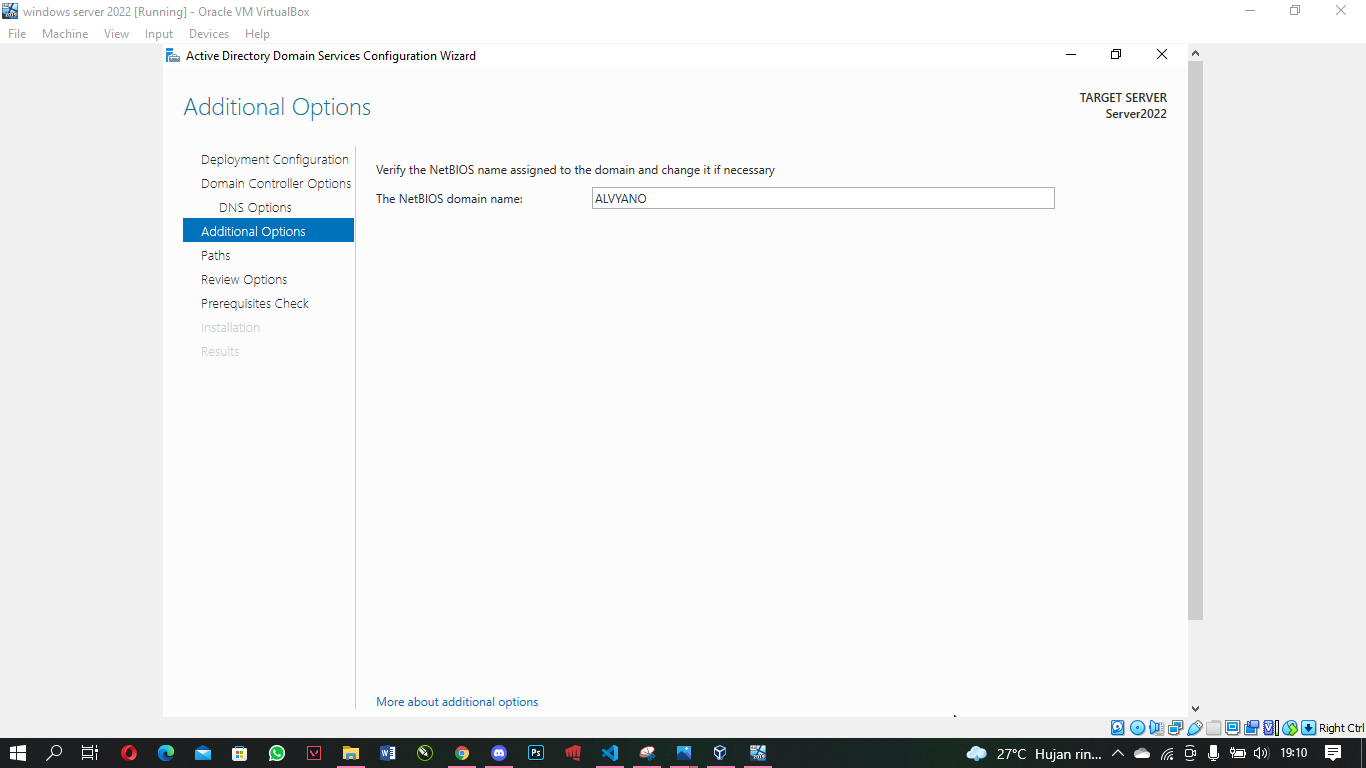 windows server 2022 [Running] - Oracle VM VirtualBox
File Machine View Input Devices Help
Active Directory Domain Services Configuration Wizard
Additional Options
TARGET SERVER
Server2022
Deployment Configuration
Domain Controller Options
DNS Options
Additional Options
Paths
Review Options
Prerequisites Check
Installation
Results
Verify the NetBIOS name assigned to the domain and change it if necessary
The NetBIOS domain name: ALVYANO
More about additional options
Right Ctrl
27°C Hujan rin... 19:10